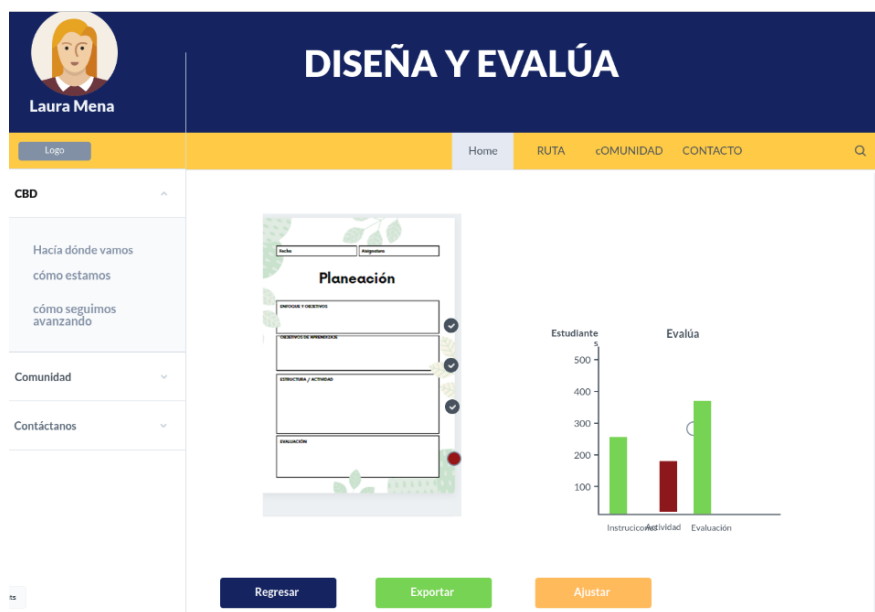 DISEÑA Y EVALÚA
Laura Mena
Logo
Home
RUTA
cOMUNIDAD
CONTACTO
CBD
Hacía dónde vamos
cómo estamos
cómo seguimos
avanzando
Comunidad
Contáctanos
Fecha
Asignatura
Planeación
ENFOQUE Y OBJETIVOS
OBJETIVOS DE APRENDIZAJE
ESTRUCTURA / ACTIVIDAD
EVALUACIÓN
Estudiante
s
Evalúa
500
400
300
200
100
Instruciones
Actividad
Evaluación
ts
Regresar
Exportar
Ajustar